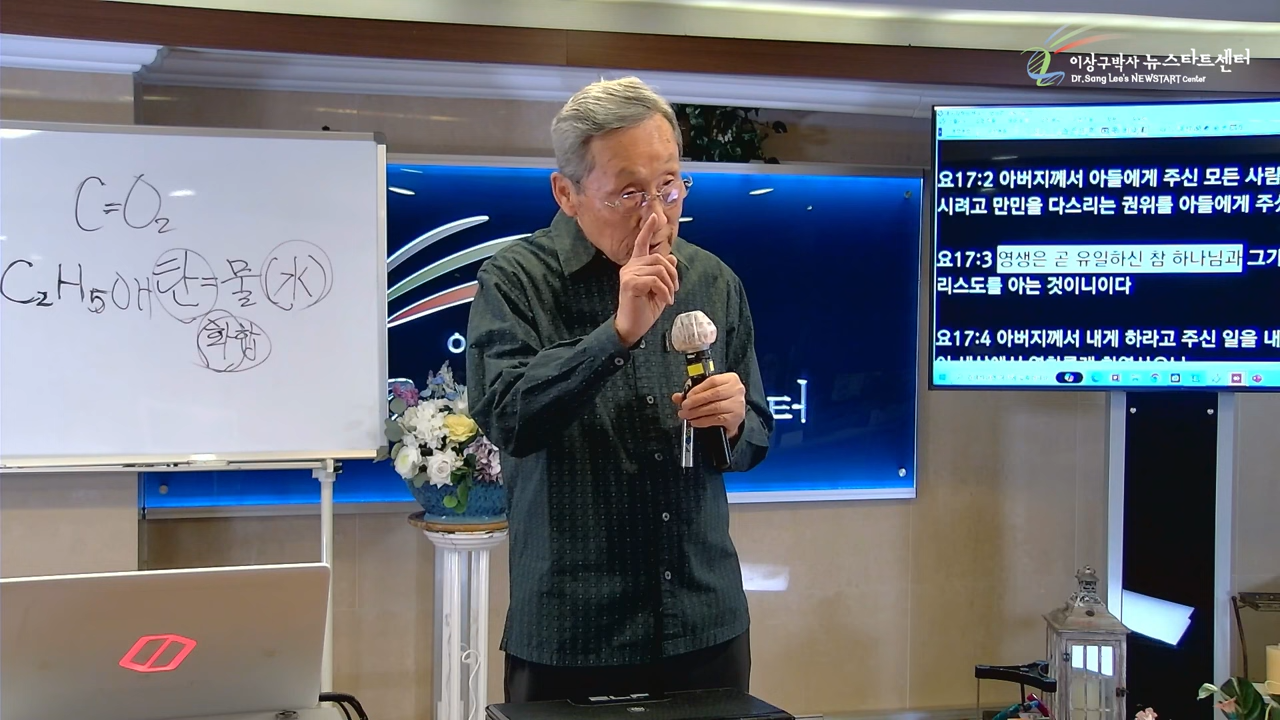 이상구박사 뉴스타트센터
Dr. Sang Lee's NEWSTART Center
C=O₂
C₂H₅OH 탄=물(水)
화합
요17:2 아버지께서 아들에게 주신 모든 사람
시려고 만민을 다스리는 권위를 아들에게 주
요17:3 영생은 곧 유일하신 참 하나님과 그
리스도를 아는 것이니이다
요17:4 아버지께서 내게 하라고 주신 일을 내
터